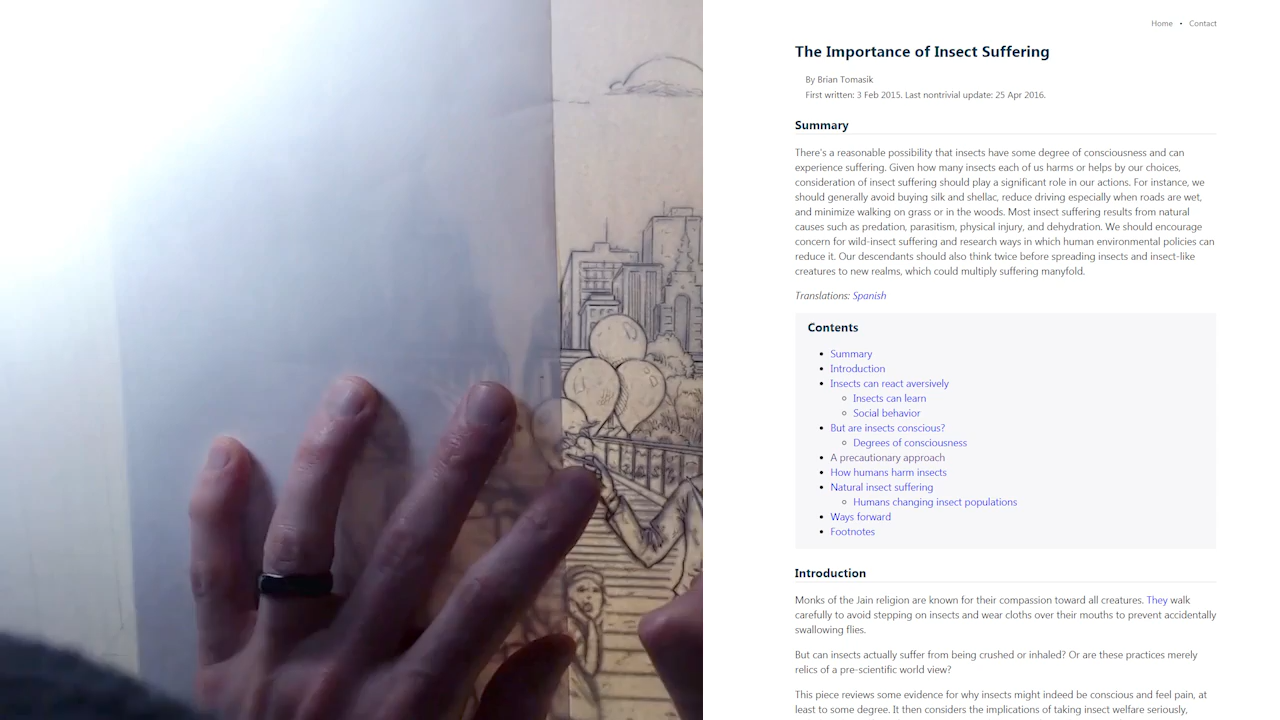 Home • Contact
The Importance of Insect Suffering
By Brian Tomasik
First written: 3 Feb 2015. Last nontrivial update: 25 Apr 2016.
Summary
There's a reasonable possibility that insects have some degree of consciousness and can
experience suffering. Given how many insects each of us harms or helps by our choices,
consideration of insect suffering should play a significant role in our actions. For instance, we
should generally avoid buying silk and shellac, reduce driving especially when roads are wet,
and minimize walking on grass or in the woods. Most insect suffering results from natural
causes such as predation, parasitism, physical injury, and dehydration. We should encourage
concern for wild-insect suffering and research ways in which human environmental policies can
reduce it. Our descendants should also think twice before spreading insects and insect-like
creatures to new realms, which could multiply suffering manyfold.
Translations: Spanish
Contents
• Summary
• Introduction
• Insects can react aversively
◦ Insects can learn
◦ Social behavior
• But are insects conscious?
◦ Degrees of consciousness
• A precautionary approach
• How humans harm insects
• Natural insect suffering
◦ Humans changing insect populations
• Ways forward
• Footnotes
Introduction
Monks of the Jain religion are known for their compassion toward all creatures. They walk
carefully to avoid stepping on insects and wear cloths over their mouths to prevent accidentally
swallowing flies.
But can insects actually suffer from being crushed or inhaled? Or are these practices merely
relics of a pre-scientific world view?
This piece reviews some evidence for why insects might indeed be conscious and feel pain, at
least to some degree. It then considers the implications of taking insect welfare seriously,